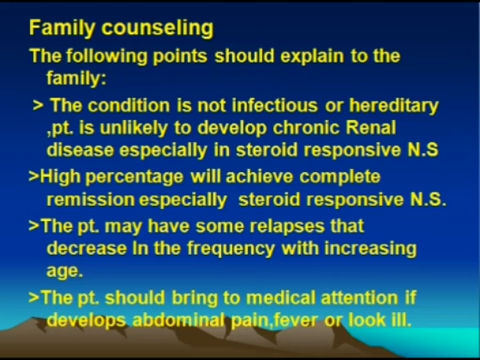 Family counseling
The following points should explain to the
family:
> The condition is not infectious or hereditary
,pt. is unlikely to develop chronic Renal
disease especially in steroid responsive N.S
>High percentage will achieve complete
remission especially steroid responsive N.S.
>The pt. may have some relapses that
decrease In the frequency with increasing
age.
>The pt. should bring to medical attention if
develops abdominal pain,fever or look ill.